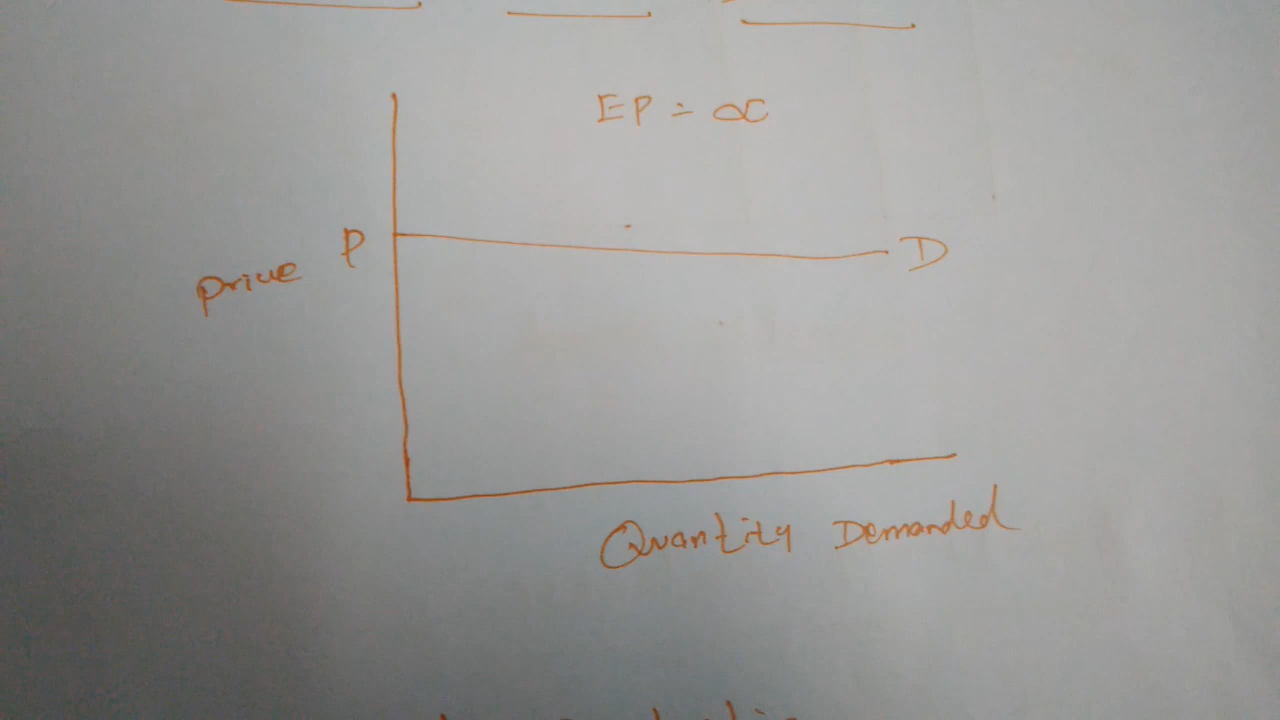 EP = ∞
P
D
price
Quantity Demanded